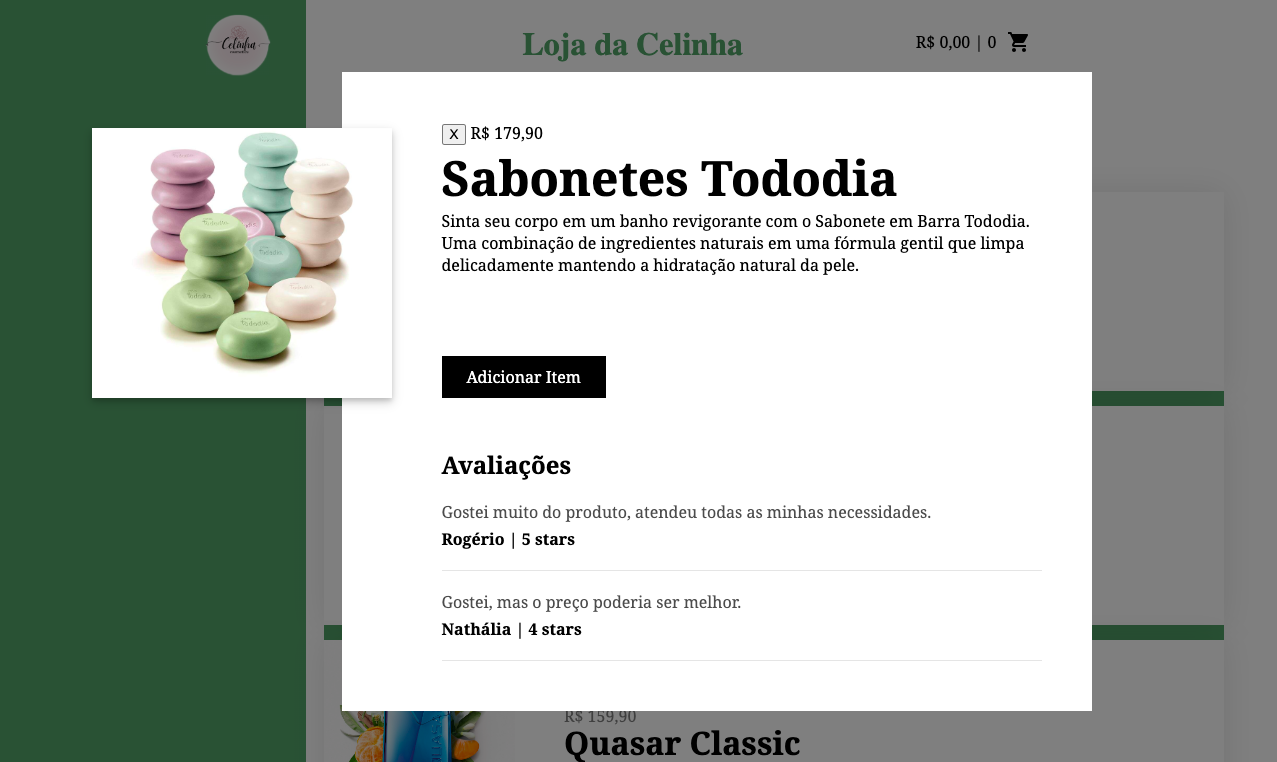 Celinha
Loja da Celinha
R$ 0,00 | 0
X R$ 179,90
Sabonetes Tododia
Sinta seu corpo em um banho revigorante com o Sabonete em Barra Tododia.
Uma combinação de ingredientes naturais em uma fórmula gentil que limpa
delicadamente mantendo a hidratação natural da pele.
Adicionar Item
Avaliações
Gostei muito do produto, atendeu todas as minhas necessidades.
Rogério | 5 stars
Gostei, mas o preço poderia ser melhor.
Nathália | 4 stars
R$ 159,90
Quasar Classic